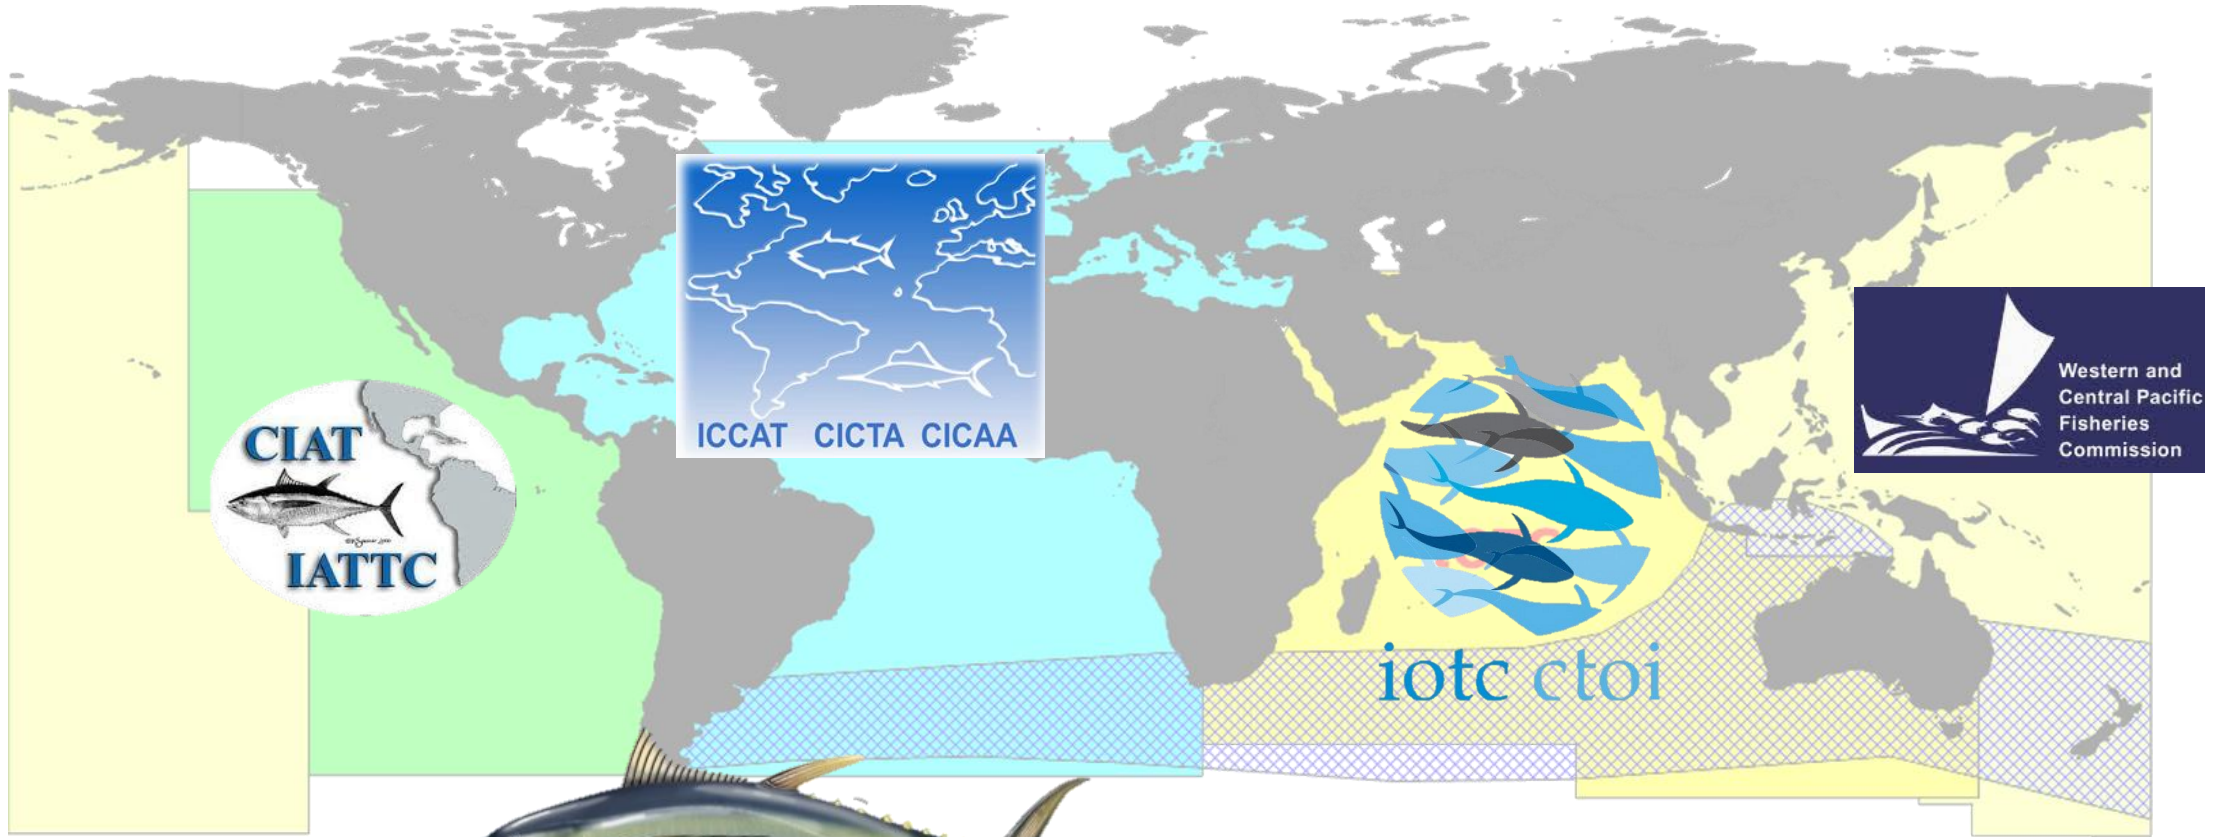 CIAT
IATTC
ICCAT CICTA CICAA
iotc ctoi
Western and
Central Pacific
Fisheries
Commission